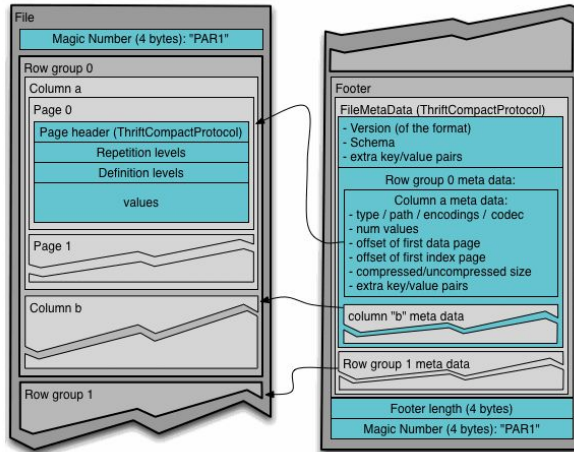 File
Magic Number (4 bytes): "PAR1"
Row group 0
Column a
Page 0
Page header (ThriftCompactProtocol)
Repetition levels
Definition levels
values
Page 1
Column b
Row group 1
Footer
FileMetaData (ThriftCompactProtocol)
- Version (of the format)
- Schema
- extra key/value pairs
Row group 0 meta data:
Column a meta data:
- type / path / encodings / codec
- num values
- offset of first data page
- offset of first index page
- compressed/uncompressed size
- extra key/value pairs
column "b" meta data
Row group 1 meta data
Footer length (4 bytes)
Magic Number (4 bytes): "PAR1"